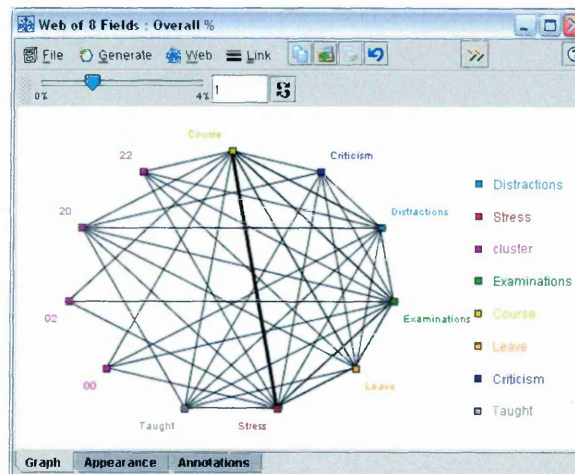 Web of 8 Fields : Overall %
File Generate Web Link
0% 4% 1
Course
22 Criticism
20 Distractions
02 Examinations
00 Leave
Taught Stress
Distractions
Stress
cluster
Examinations
Course
Leave
Criticism
Taught
Graph Appearance Annotations